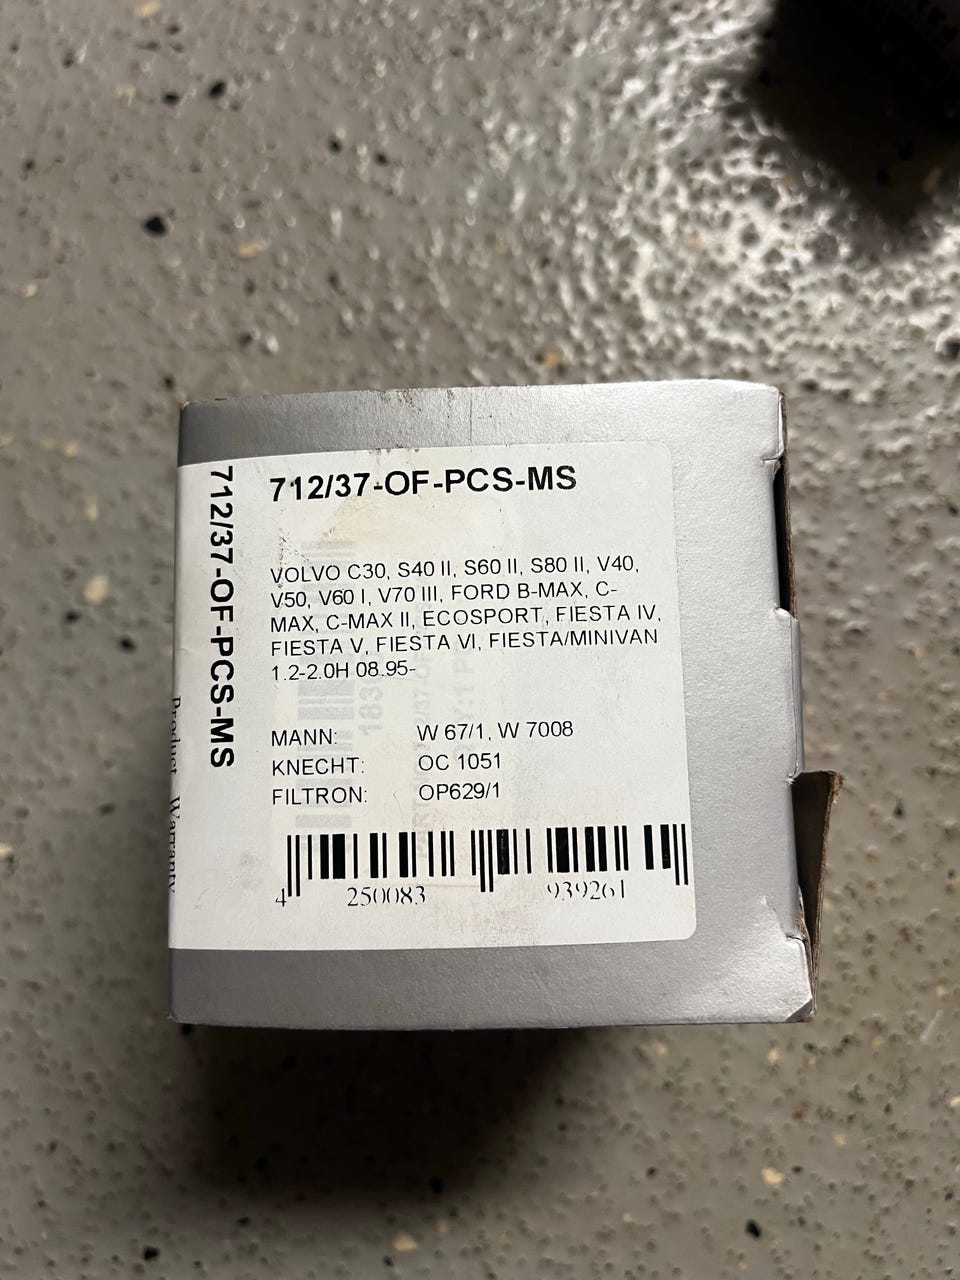 712/37-OF-PCS-MS
712/37-OF-PCS-MS
VOLVO C30, S40 II, S60 II, S80 II, V40,
V50, V60 I, V70 III, FORD B-MAX, C-
MAX, C-MAX II, ECOSPORT, FIESTA IV,
FIESTA V, FIESTA VI, FIESTA/MINIVAN
1.2-2.0H 08.95-
MANN: W 67/1, W 7008
KNECHT: OC 1051
FILTRON: OP629/1
4 250083 939261
Product Warranty